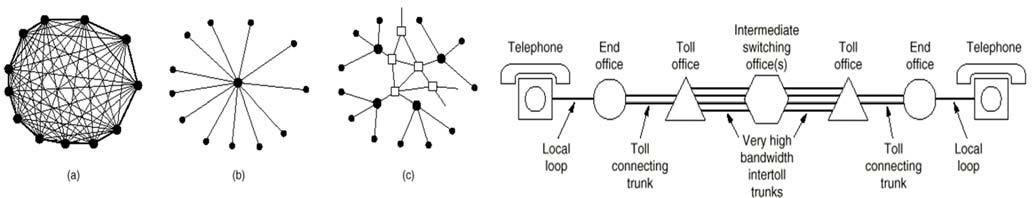 Telephone
End
office
Toll
office
Intermediate
switching
office(s)
Toll
office
End
office
Telephone
Local
loop
Toll
connecting
trunk
Very high
bandwidth
intertoll
trunks
Toll
connecting
trunk
Local
loop
(a)
(b)
(c)